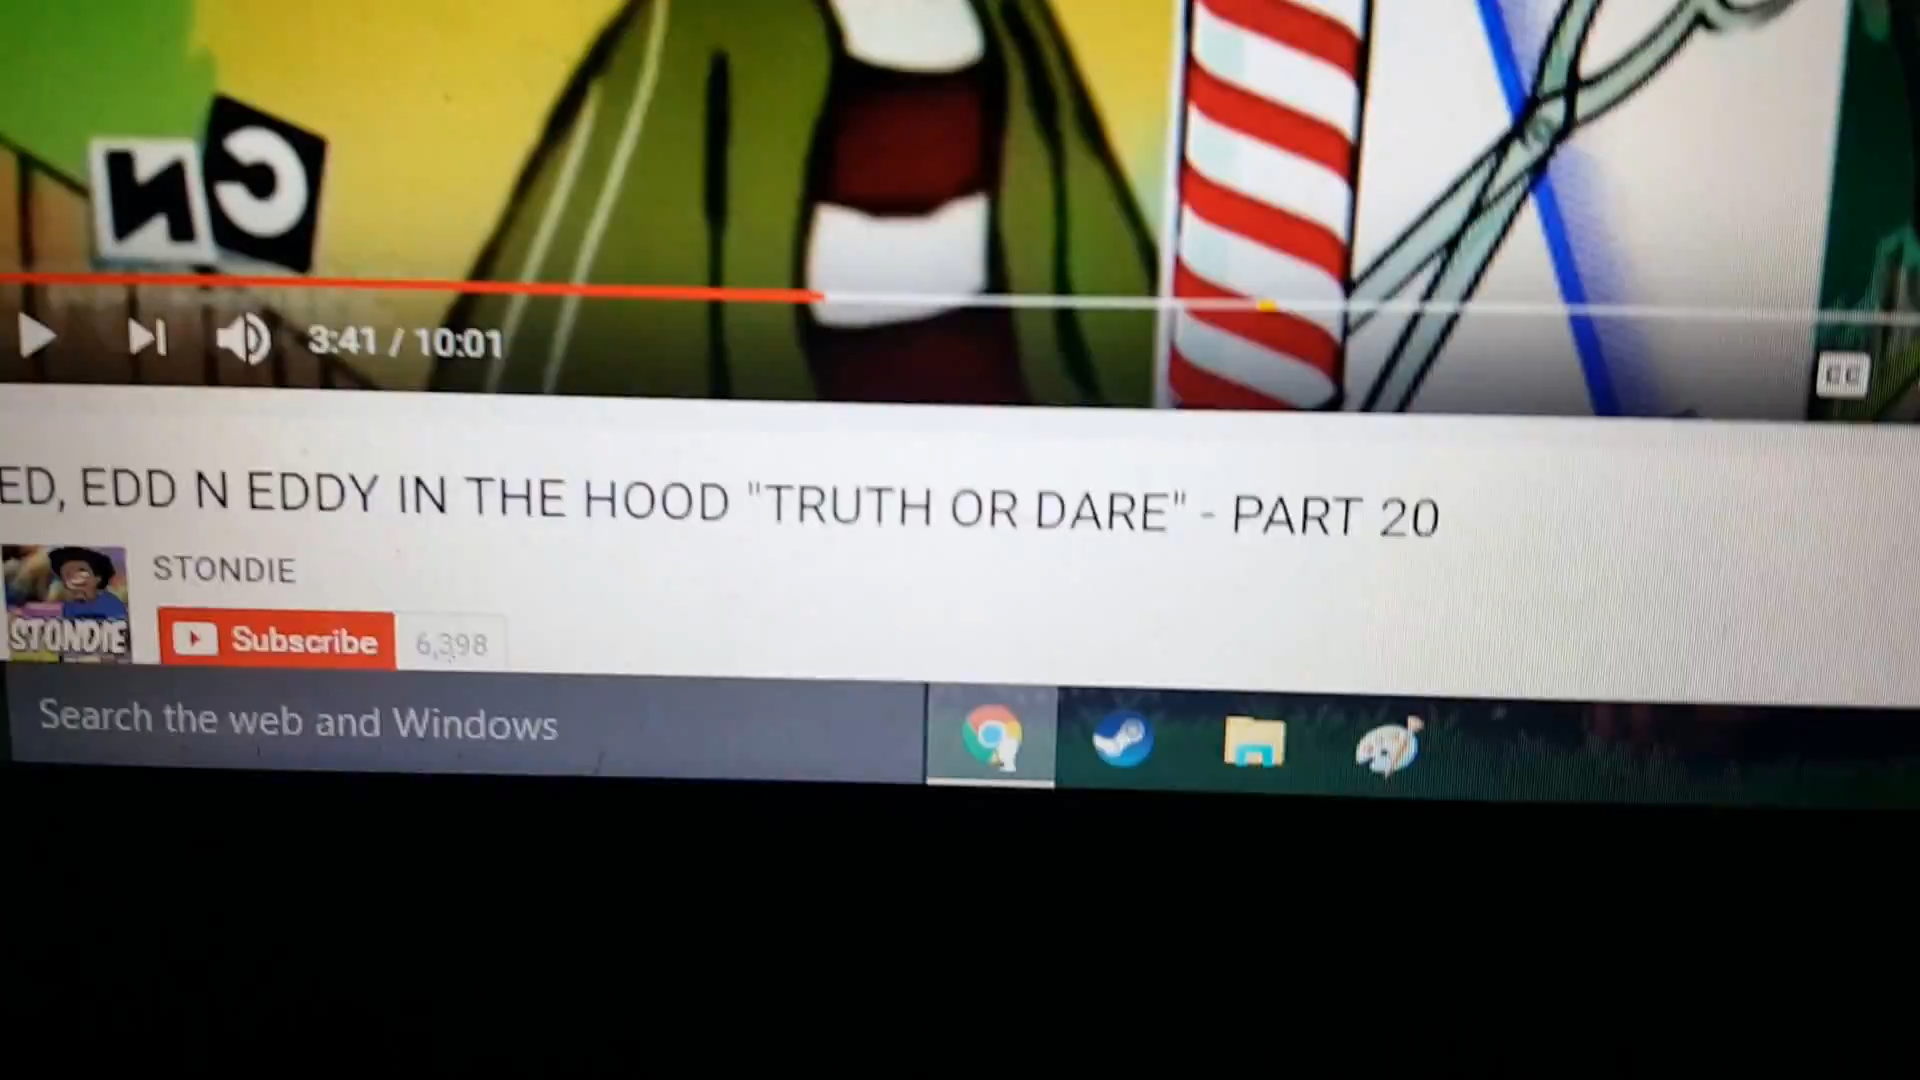 CN
3:41 / 10:01
CC
ED, EDD N EDDY IN THE HOOD "TRUTH OR DARE" - PART 20
STONDIE
STONDIE
Subscribe 6,398
Search the web and Windows